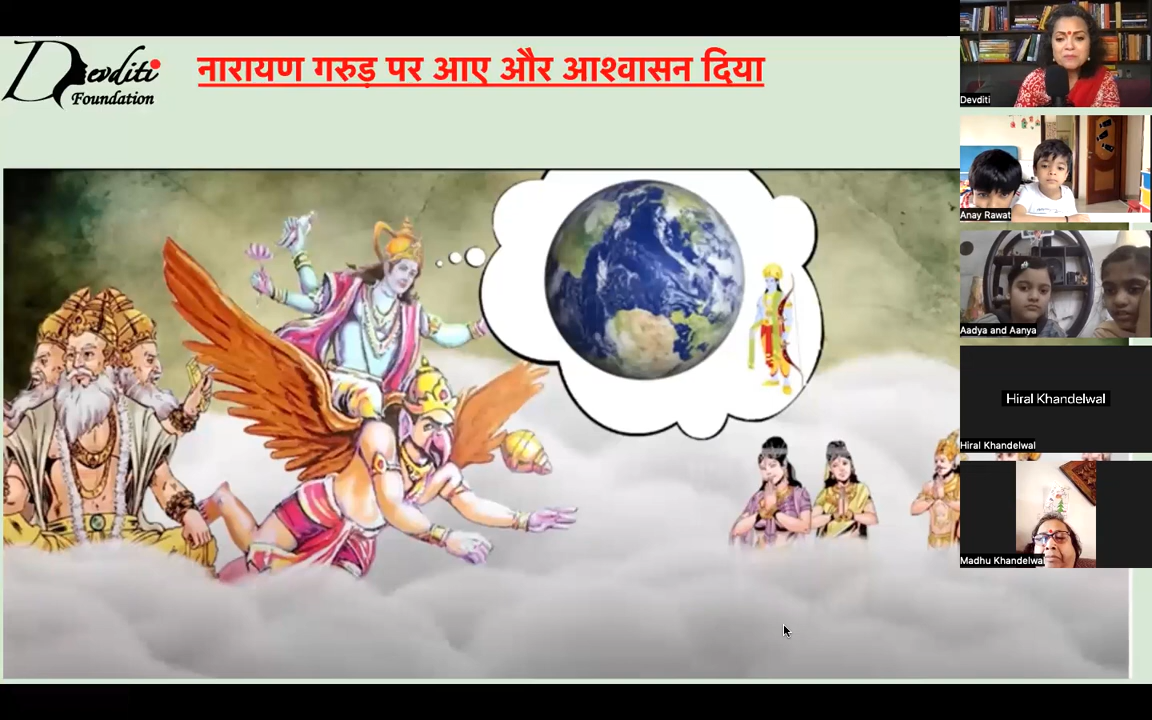 Devditi
Foundation
नारायण गरुड़ पर आए और आश्वासन दिया
Devditi
Anay Rawat
Aadya and Aanya
Hiral Khandelwal
Hiral Khandelwal
Madhu Khandelwal